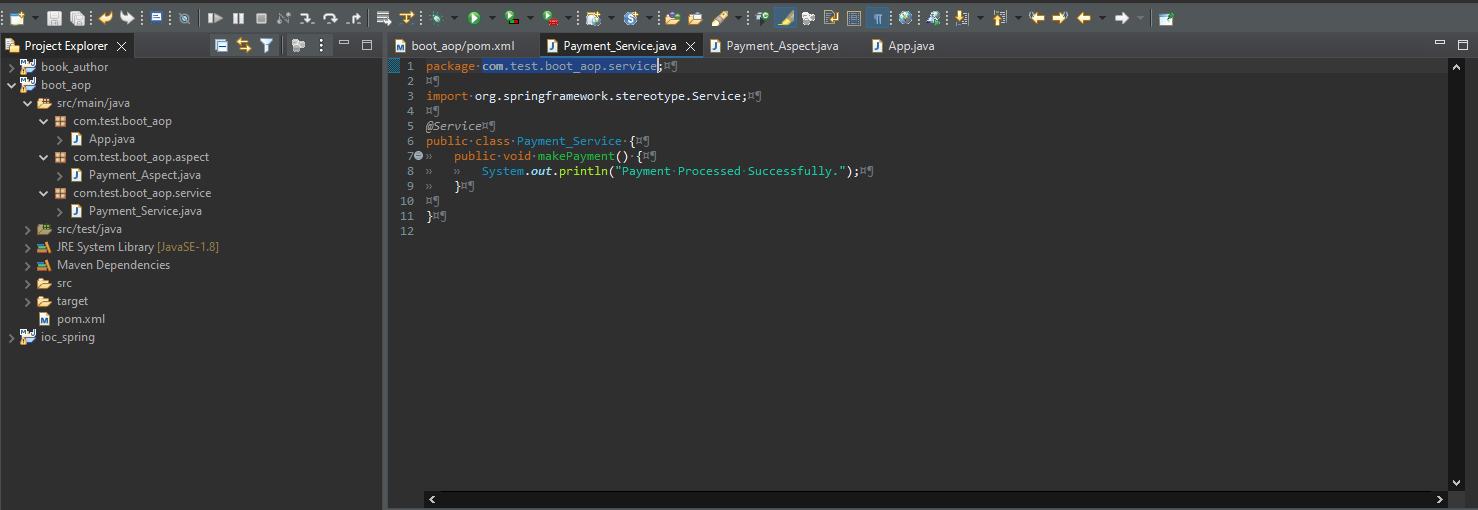 Project Explorer
book_author
boot_aop
src/main/java
com.test.boot_aop
App.java
com.test.boot_aop.aspect
Payment_Aspect.java
com.test.boot_aop.service
Payment_Service.java
src/test/java
JRE System Library [JavaSE-1.8]
Maven Dependencies
src
target
pom.xml
ioc_spring
boot_aop/pom.xml Payment_Service.java Payment_Aspect.java App.java
1 package·com.test.boot_aop.service;¤¶
2 ¤¶
3 import·org.springframework.stereotype.Service;¤¶
4 ¤¶
5 @Service¤¶
6 public·class·Payment_Service·{¤¶
7 » public·void·makePayment()·{¤¶
8 » » System.out.println("Payment·Processed·Successfully.");¤¶
9 » }¤¶
10 ¤¶
11 }¤¶
12